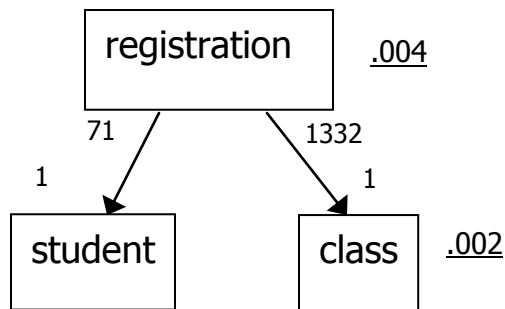 registration
.004
71
1332
1
1
student
class
.002